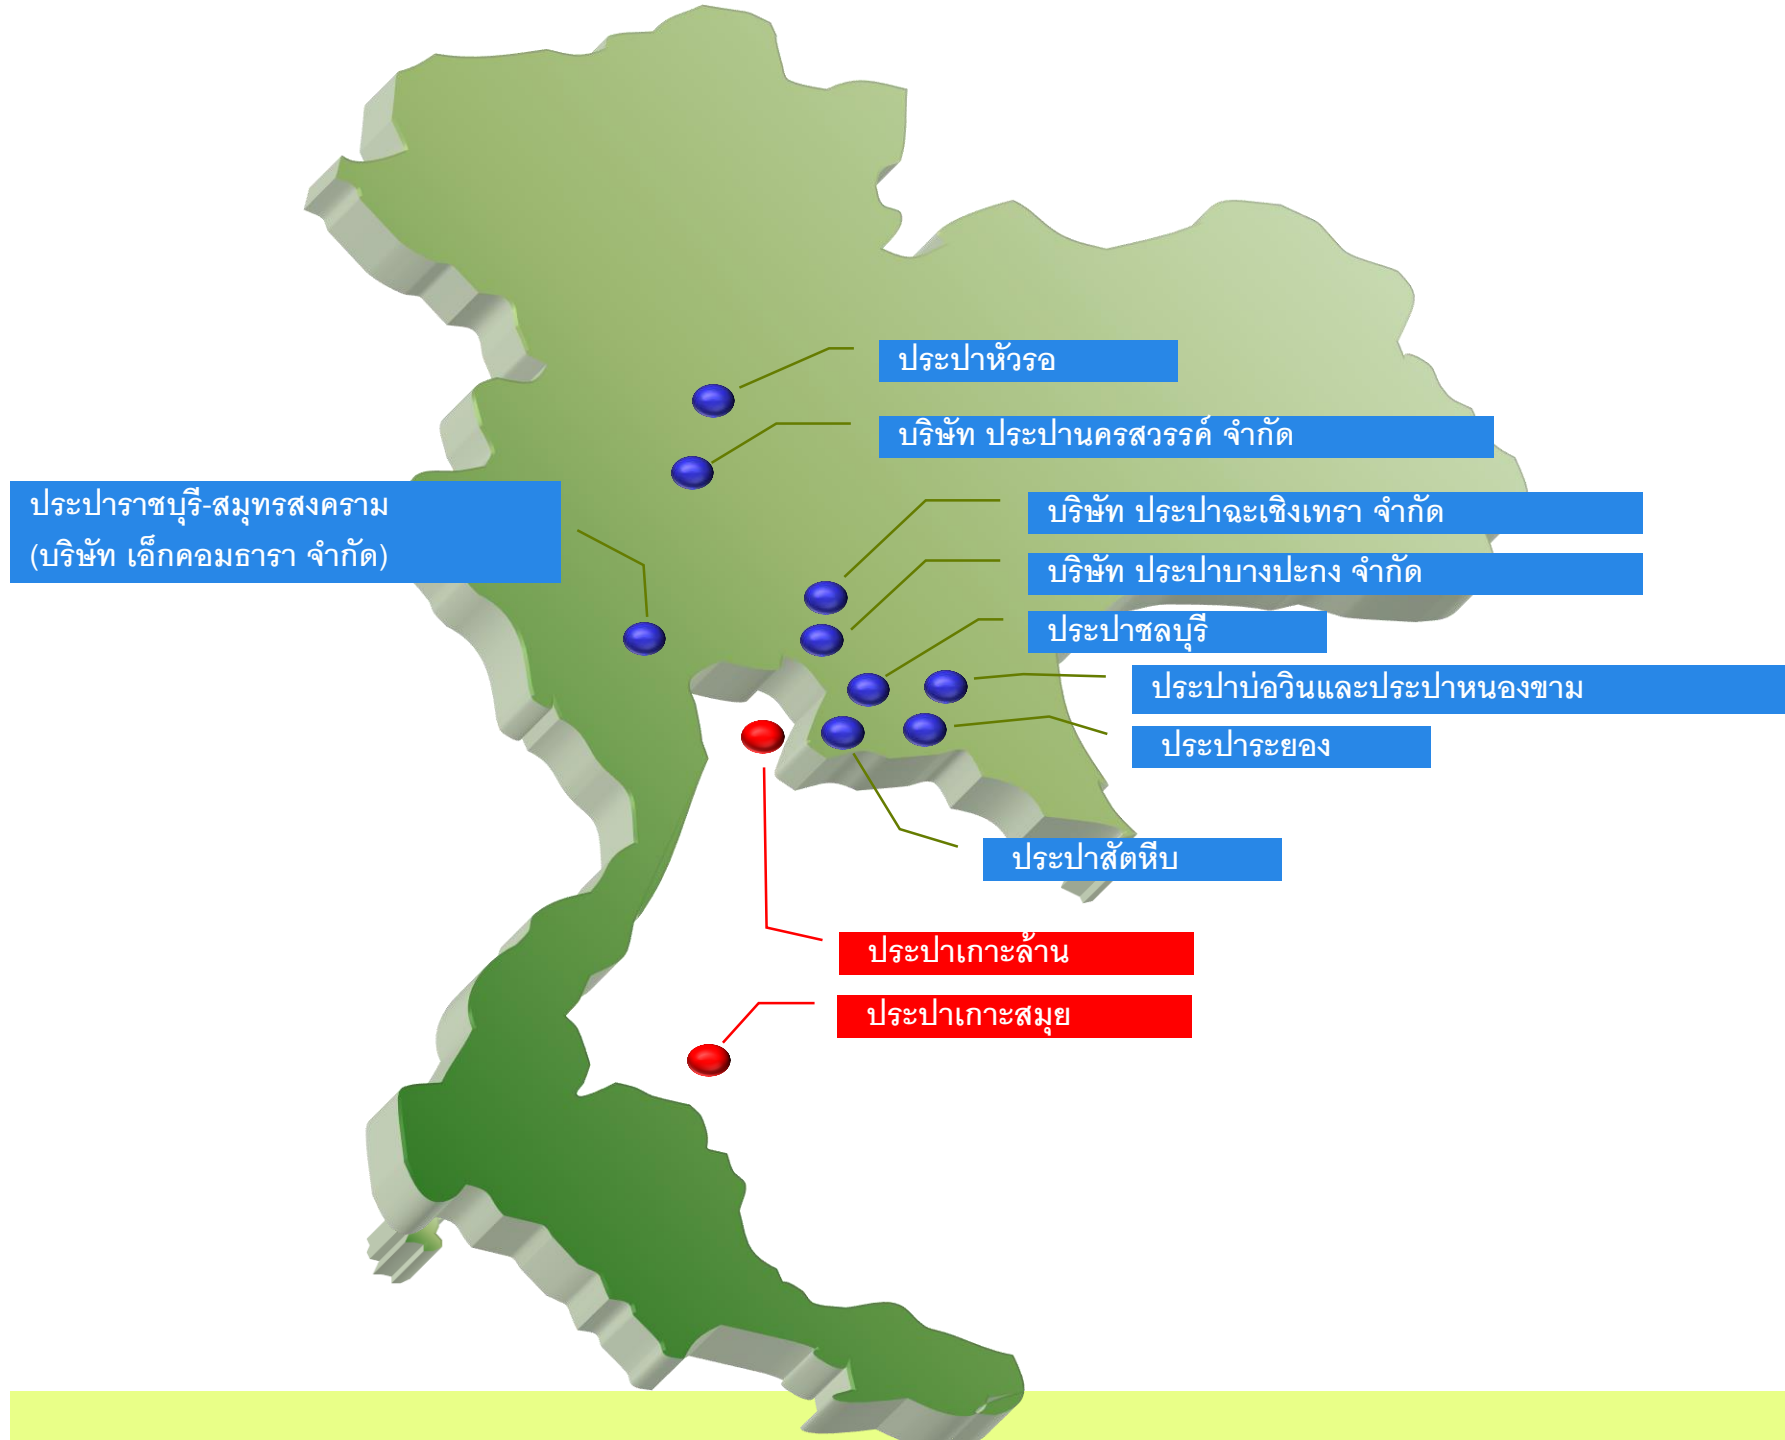 ประปาหัวรอ
บริษัท ประปานครสวรรค์ จำกัด
ประปาราชบุรี-สมุทรสงคราม
(บริษัท เอ็กคอมธารา จำกัด)
บริษัท ประปาฉะเชิงเทรา จำกัด
บริษัท ประปาบางปะกง จำกัด
ประปาชลบุรี
ประปาบ่อวินและประปาหนองขาม
ประปาระยอง
ประปาสัตหีบ
ประปาเกาะล้าน
ประปาเกาะสมุย